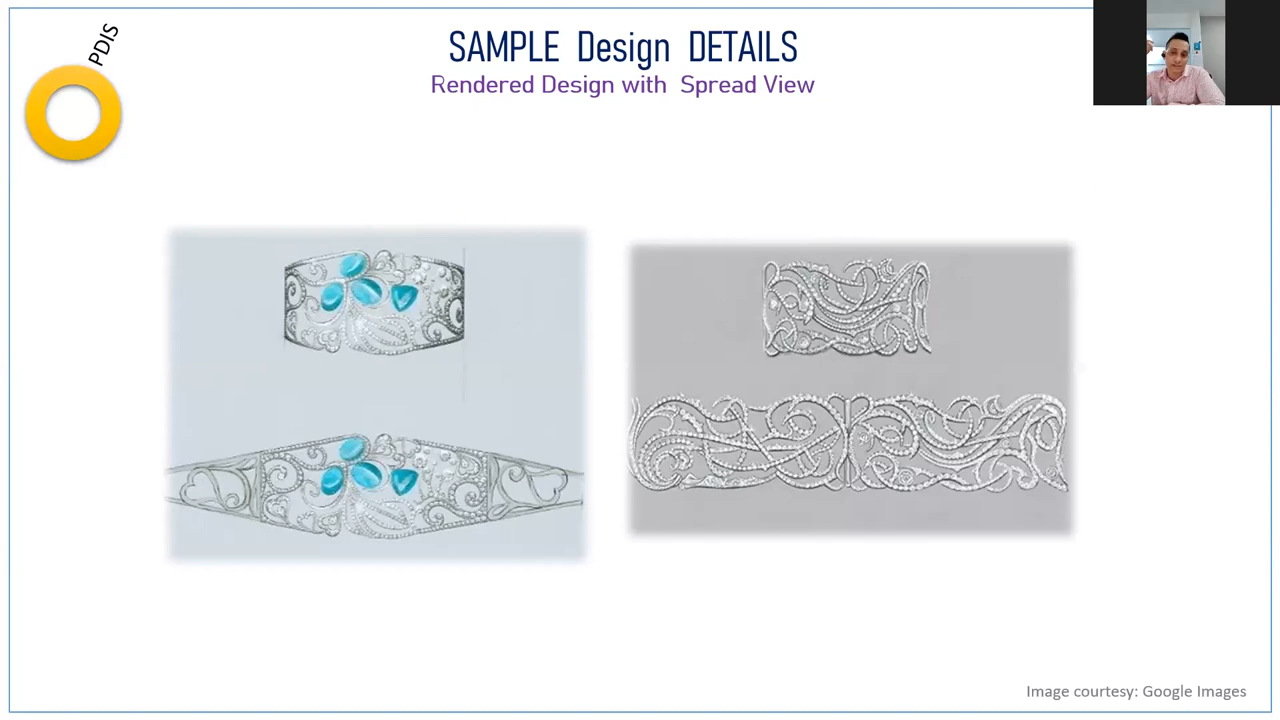 PDIS
SAMPLE Design DETAILS
Rendered Design with Spread View
Image courtesy: Google Images